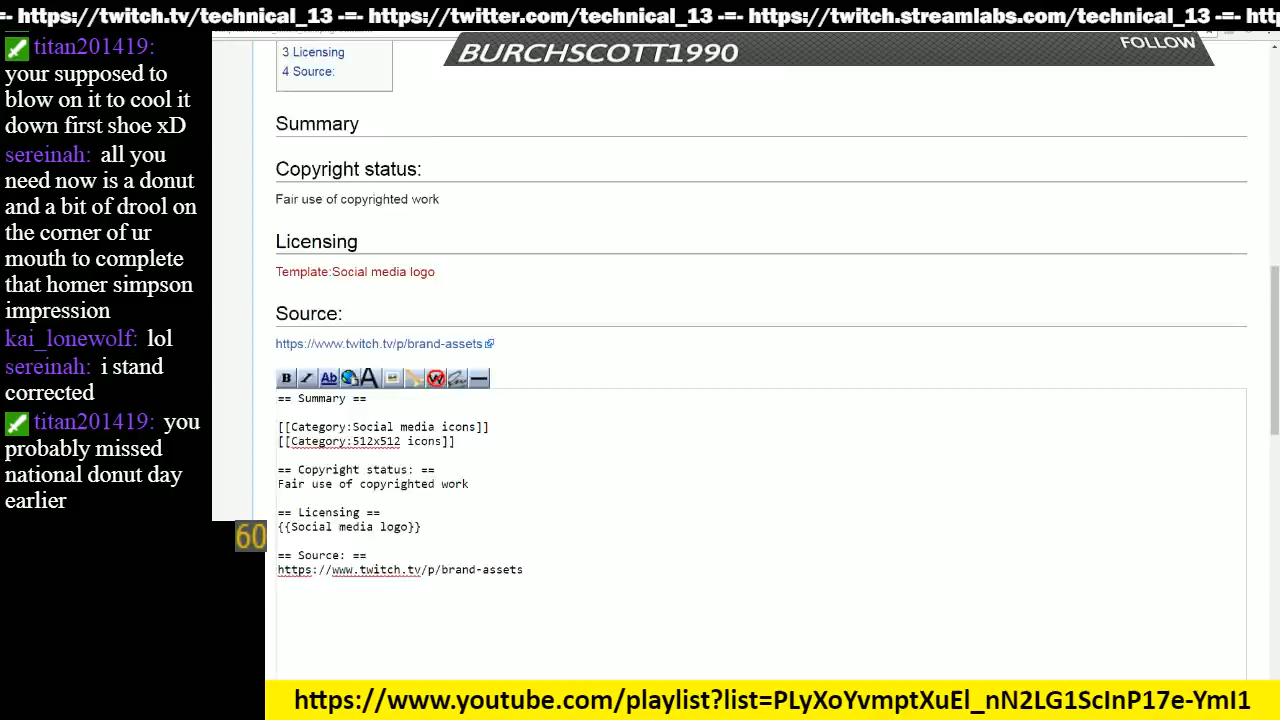 =- https://twitch.tv/technical_13 -=- https://twitter.com/technical_13 -=- https://twitch.streamlabs.com/technical_13 -=- http
titan201419:
your supposed to
blow on it to cool it
down first shoe xD
sereinah: all you
need now is a donut
and a bit of drool on
the corner of ur
mouth to complete
that homer simpson
impression
kai_lonewolf: lol
sereinah: i stand
corrected
titan201419: you
probably missed
national donut day
earlier
60
BURCHSCOTT1990
FOLLOW
3 Licensing
4 Source:
Summary
Copyright status:
Fair use of copyrighted work
Licensing
Template:Social media logo
Source:
https://www.twitch.tv/p/brand-assets
B I Ab A W
== Summary ==
[[Category:Social media icons]]
[[Category:512x512 icons]]
== Copyright status: ==
Fair use of copyrighted work
== Licensing ==
{{Social media logo}}
== Source: ==
https://www.twitch.tv/p/brand-assets
https://www.youtube.com/playlist?list=PLyXoYvmptXuEl_nN2LG1ScInP17e-YmI1